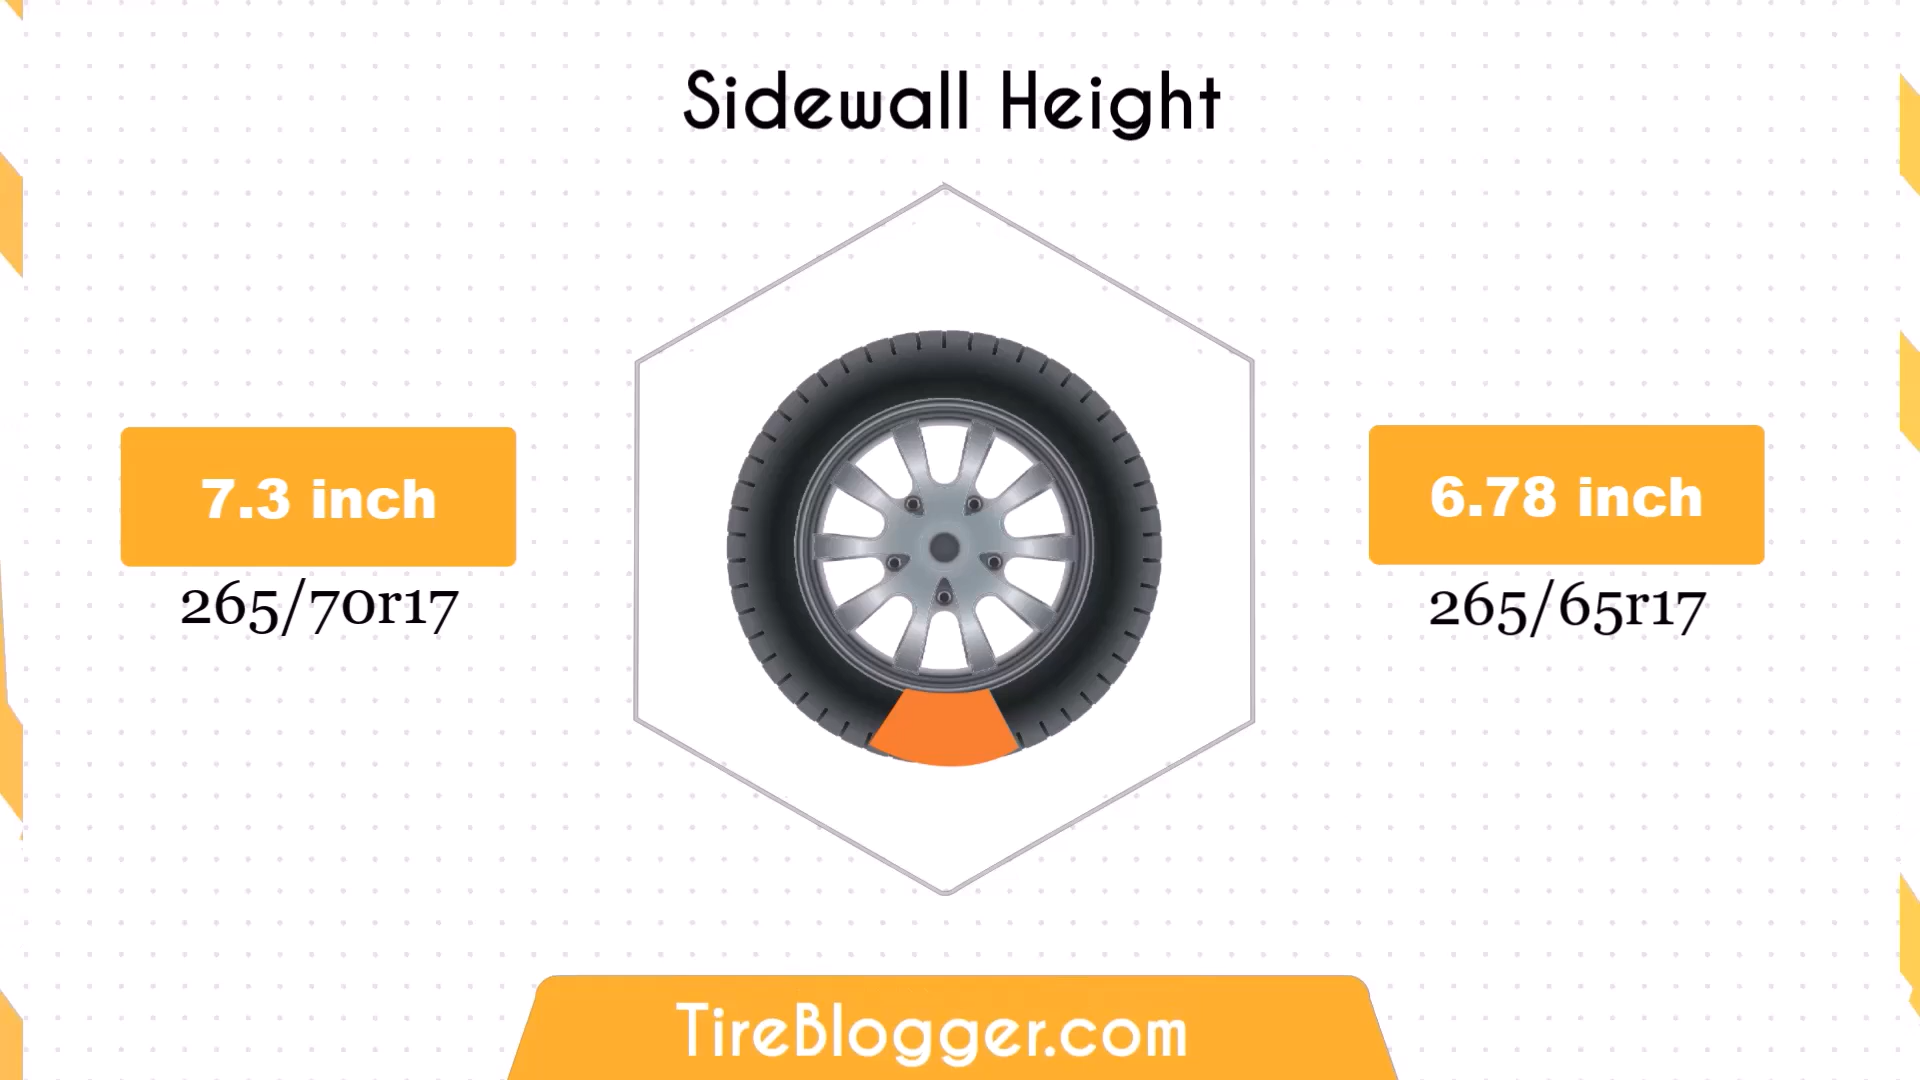 Sidewall Height
7.3 inch
265/70r17
6.78 inch
265/65r17
TireBlogger.com